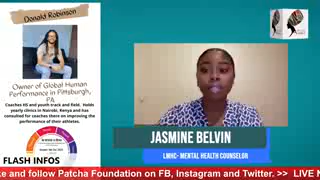 Donald Robinson
Owner of Global Human
Performance in Pittsburgh,
PA
Coaches HS and youth track and field. Holds
yearly clinics in Nairobi, Kenya and has
consulted for coaches there on improving the
performance of their athletes.
FLASH INFOS
JASMINE BELVIN
LMHC- MENTAL HEALTH COUNSELOR
ke and follow Patcha Foundation on FB, Instagram and Twitter. >> LIVE N